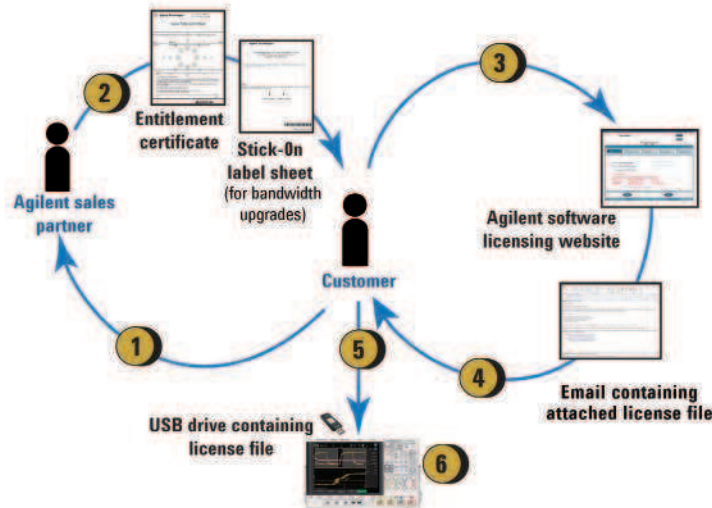 2
Entitlement
certificate
Stick-On
label sheet
(for bandwidth
upgrades)
3
Agilent sales
partner
Agilent software
licensing website
Customer
1
5
4
Email containing
attached license file
USB drive containing
license file
6